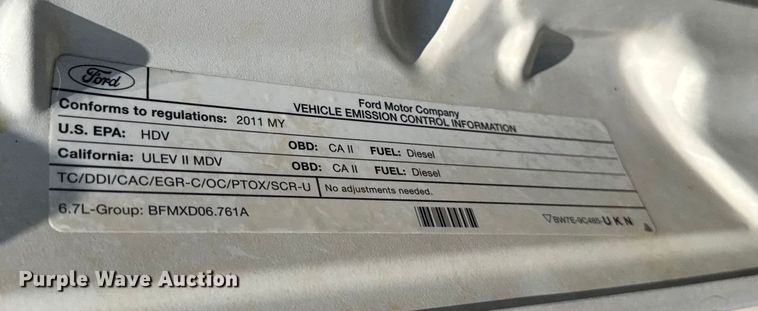 Ford
Ford Motor Company
VEHICLE EMISSION CONTROL INFORMATION
Conforms to regulations: 2011 MY
U.S. EPA: HDV OBD: CA II FUEL: Diesel
California: ULEV II MDV OBD: CA II FUEL: Diesel
TC/DDI/CAC/EGR-C/OC/PTOX/SCR-U No adjustments needed.
6.7L-Group: BFMXD06.761A BW7E-9C485-U K N
Purple Wave Auction